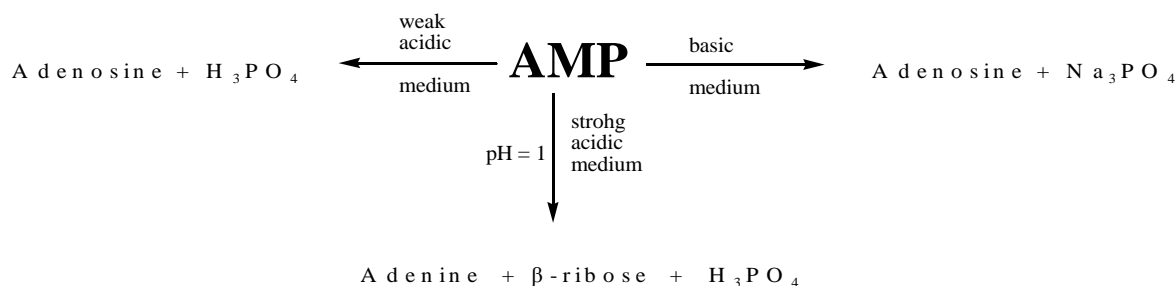 weak
acidic
medium
AMP
basic
medium
Adenosine + H₃PO₄
Adenosine + Na₃PO₄
pH = 1
strohg
acidic
medium
Adenine + β-ribose + H₃PO₄